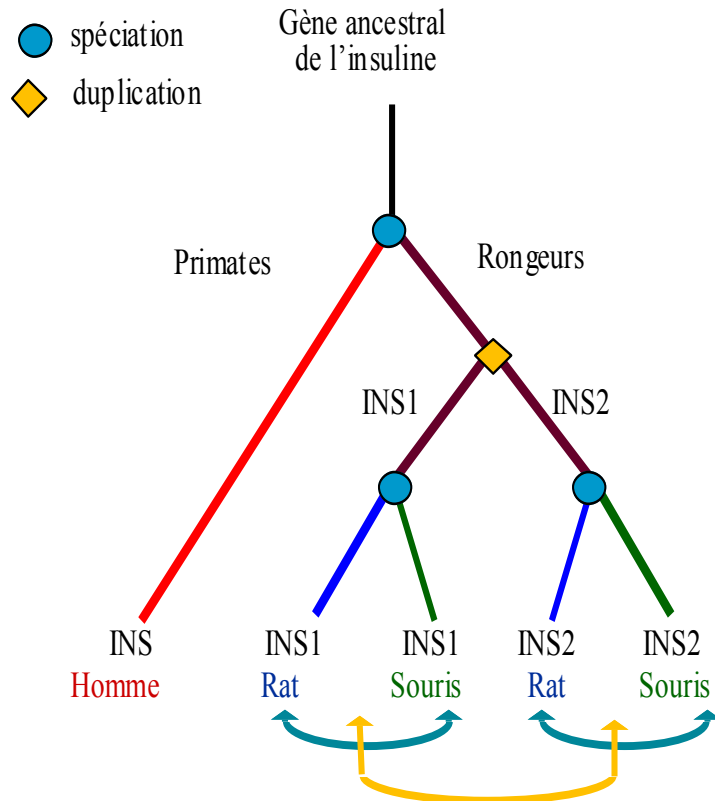 spéciation
duplication
Gène ancestral
de l'insuline
Primates
Rongeurs
INS1
INS2
INS
INS1
INS1
INS2
INS2
Homme
Rat
Souris
Rat
Souris